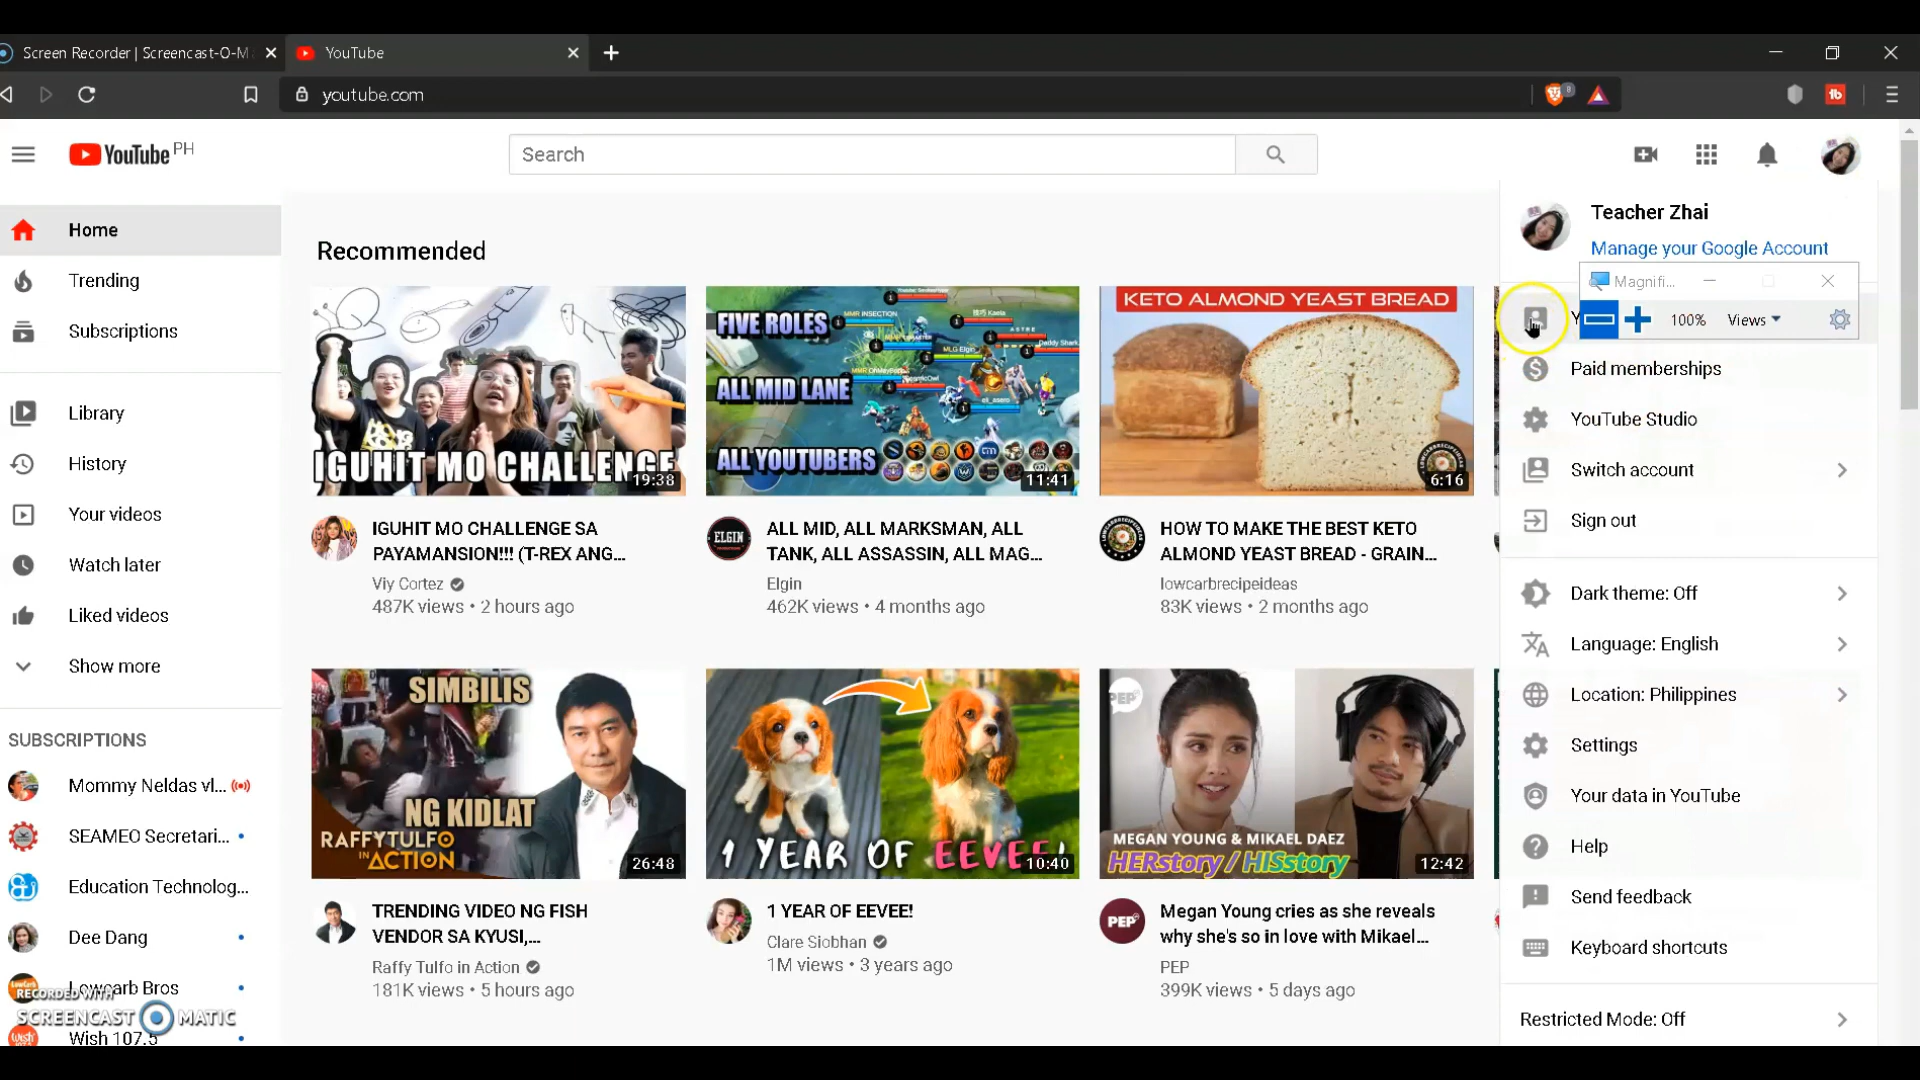 Screen Recorder | Screencast-O-M
YouTube
youtube.com
8
YouTube PH
Search
Teacher Zhai
Manage your Google Account
Magnifi...
100%
Views
Y
Paid memberships
YouTube Studio
Switch account
Sign out
Dark theme: Off
Language: English
Location: Philippines
Settings
Your data in YouTube
Help
Send feedback
Keyboard shortcuts
Restricted Mode: Off
Home
Trending
Subscriptions
Library
History
Your videos
Watch later
Liked videos
Show more
SUBSCRIPTIONS
Mommy Neldas vl...
SEAMEO Secretari...
Education Technolog...
Dee Dang
Lowcarb Bros
Wish 107.5
RECORDED WITH
SCREENCAST MATIC
Recommended
IGUHIT MO CHALLENGE
19:38
IGUHIT MO CHALLENGE SA
PAYAMANSION!!! (T-REX ANG...
Viy Cortez
487K views • 2 hours ago
FIVE ROLES
ALL MID LANE
ALL YOUTUBERS
11:41
ELGIN
ALL MID, ALL MARKSMAN, ALL
TANK, ALL ASSASSIN, ALL MAG...
Elgin
462K views • 4 months ago
KETO ALMOND YEAST BREAD
6:16
HOW TO MAKE THE BEST KETO
ALMOND YEAST BREAD - GRAIN...
lowcarbrecipeideas
83K views • 2 months ago
SIMBILIS
NG KIDLAT
RAFFY TULFO
IN ACTION
26:48
TRENDING VIDEO NG FISH
VENDOR SA KYUSI,...
Raffy Tulfo in Action
181K views • 5 hours ago
1 YEAR OF EEVEE!
10:40
1 YEAR OF EEVEE!
Clare Siobhan
1M views • 3 years ago
PEP
MEGAN YOUNG & MIKAEL DAEZ
HERstory / HISstory
12:42
PEP
Megan Young cries as she reveals
why she's so in love with Mikael...
PEP
399K views • 5 days ago